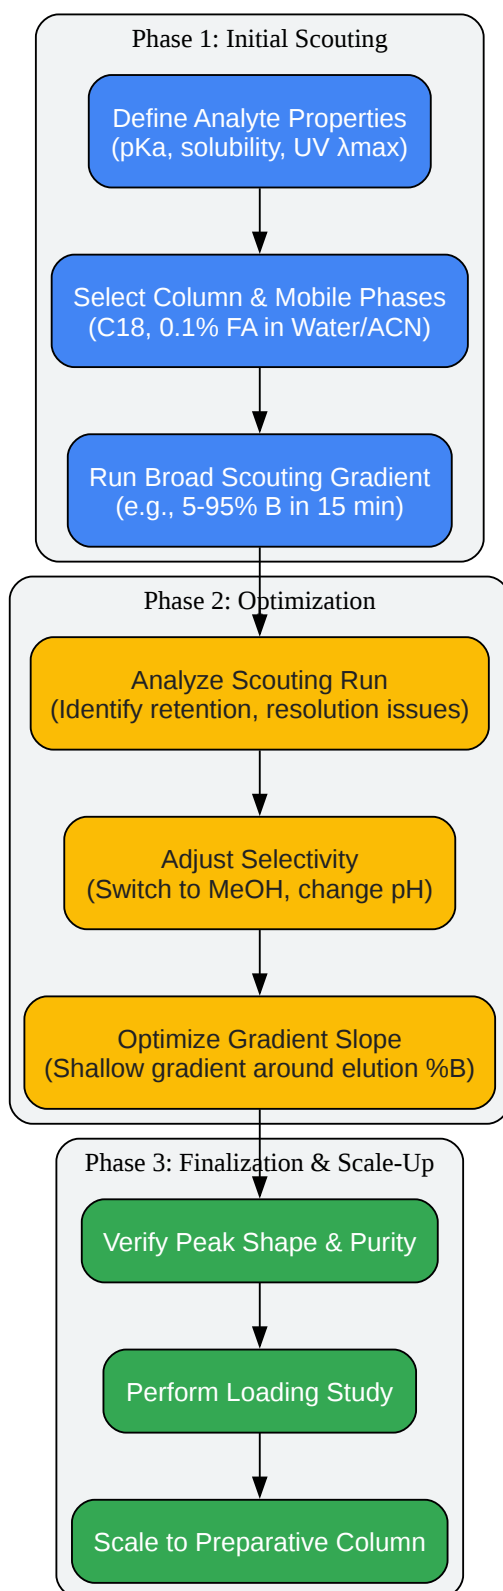 Phase 1: Initial Scouting
Define Analyte Properties
(pKa, solubility, UV λmax)
Select Column & Mobile Phases
(C18, 0.1% FA in Water/ACN)
Run Broad Scouting Gradient
(e.g., 5-95% B in 15 min)
Phase 2: Optimization
Analyze Scouting Run
(Identify retention, resolution issues)
Adjust Selectivity
(Switch to MeOH, change pH)
Optimize Gradient Slope
(Shallow gradient around elution %B)
Phase 3: Finalization & Scale-Up
Verify Peak Shape & Purity
Perform Loading Study
Scale to Preparative Column